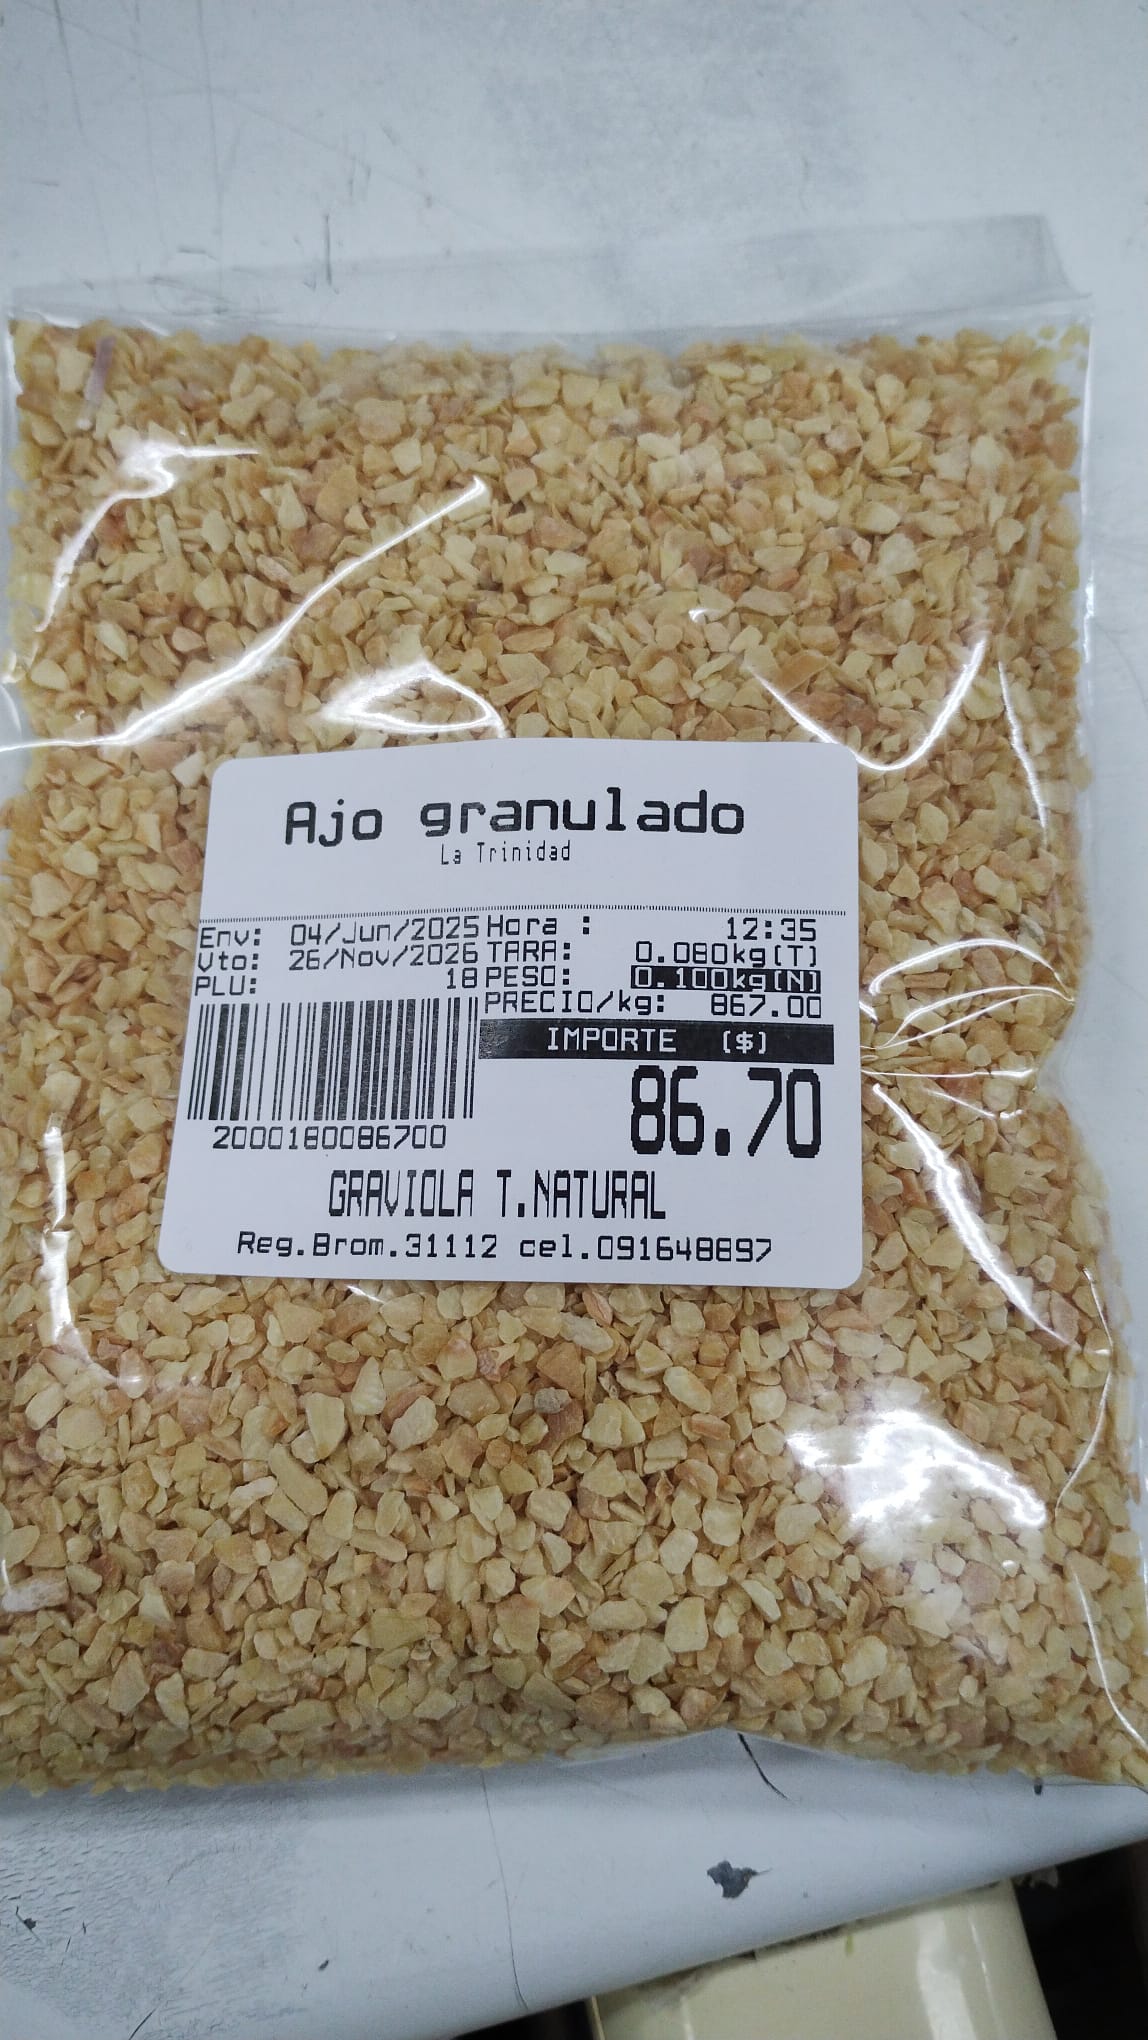 Ajo granulado
La Trinidad
Env: 04/Jun/2025 Hora : 12:35
Vto: 26/Nov/2026 TARA: 0.080kg(T)
PLU: 18 PESO: 0.100kg(N)
PRECIO/kg: 867.00
IMPORTE ($)
86.70
2000180086700
GRAVIOLA T.NATURAL
Reg.Brom.31112 cel.091648897